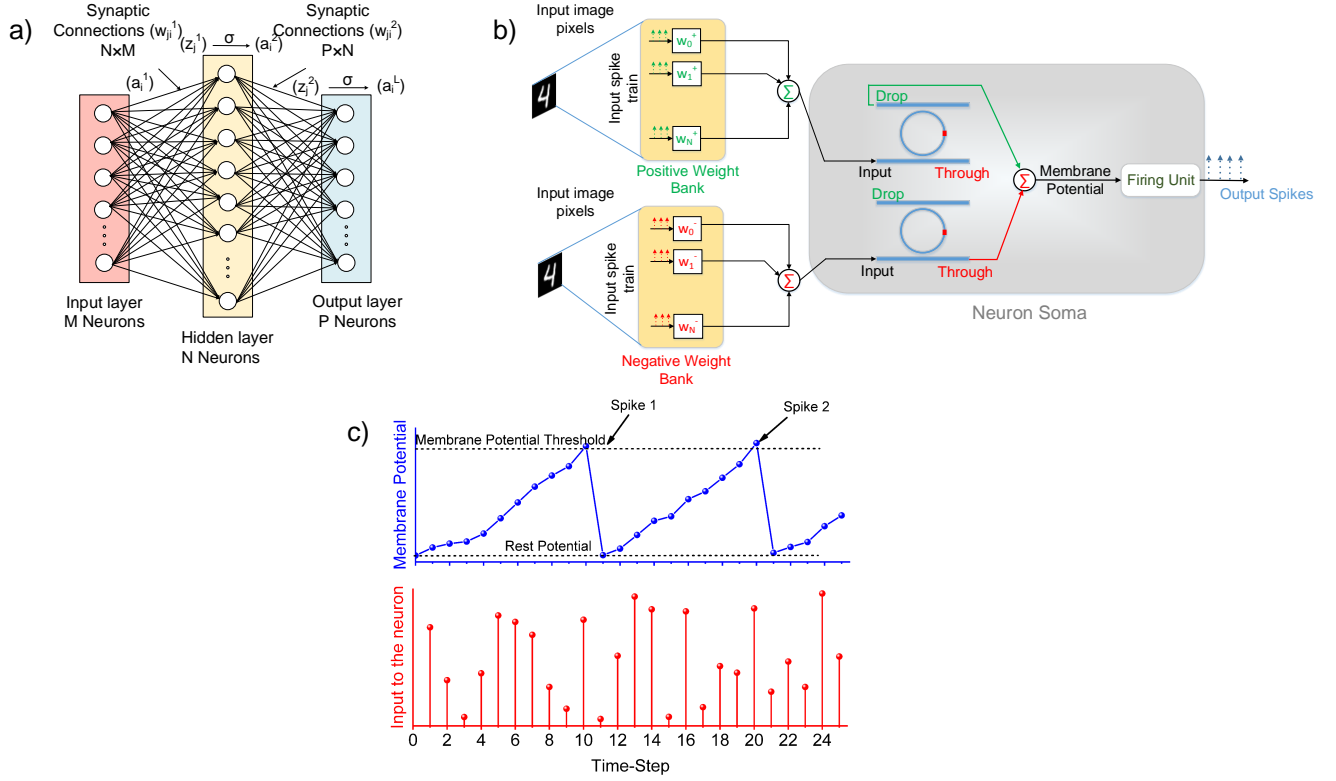 a)
Synaptic
Connections (wji1)
N×M
Synaptic
Connections (wji2)
P×N
(zj1) σ (ai2)
(ai1)
(zj2) σ (aiL)
Input layer
M Neurons
Hidden layer
N Neurons
Output layer
P Neurons
b)
Input image
pixels
4
Input spike
train
w0+
w1+
wN+
Σ
Positive Weight
Bank
Input image
pixels
4
Input spike
train
w0-
w1-
wN-
Σ
Negative Weight
Bank
Drop
Input
Through
Drop
Input
Through
Σ
Membrane
Potential
Firing Unit
Output Spikes
Neuron Soma
c)
Spike 1
Spike 2
Membrane Potential Threshold
Rest Potential
Membrane Potential
Input to the neuron
0 2 4 6 8 10 12 14 16 18 20 22 24
Time-Step